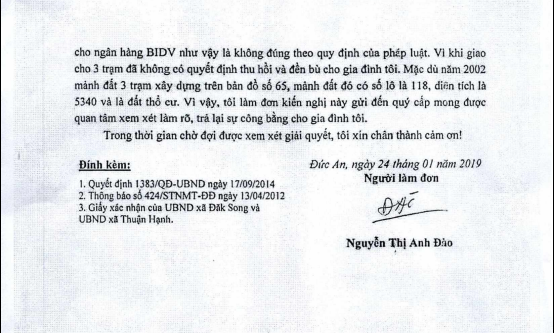 cho ngân hàng BIDV như vậy là không đúng theo quy định của phép luật. Vì khi giao
cho 3 trạm đã không có quyết định thu hồi và đền bù cho gia đình tôi. Mặc dù năm 2002
mảnh đất 3 trạm xây dựng trên bản đồ số 65, mảnh đất đó có số lô là 118, diên tích là
5340 và là đất thổ cư. Vì vậy, tôi làm đơn kiến nghị này gửi đến quý cấp mong được
quan tâm xem xét làm rõ, trả lại sự công bằng cho gia đình tôi.
Trong thời gian chờ đợi được xem xét giải quyết, tôi xin chân thành cảm ơn!
Đính kèm:
1. Quyết định 1383/QĐ-UBND ngày 17/09/2014
2. Thông báo số 424/STNMT-ĐĐ ngày 13/04/2012
3. Giấy xác nhận của UBND xã Đăk Song và
UBND xã Thuận Hạnh.
Đức An, ngày 24 tháng 01 năm 2019
Người làm đơn
ĐÀO
Nguyễn Thị Anh Đào